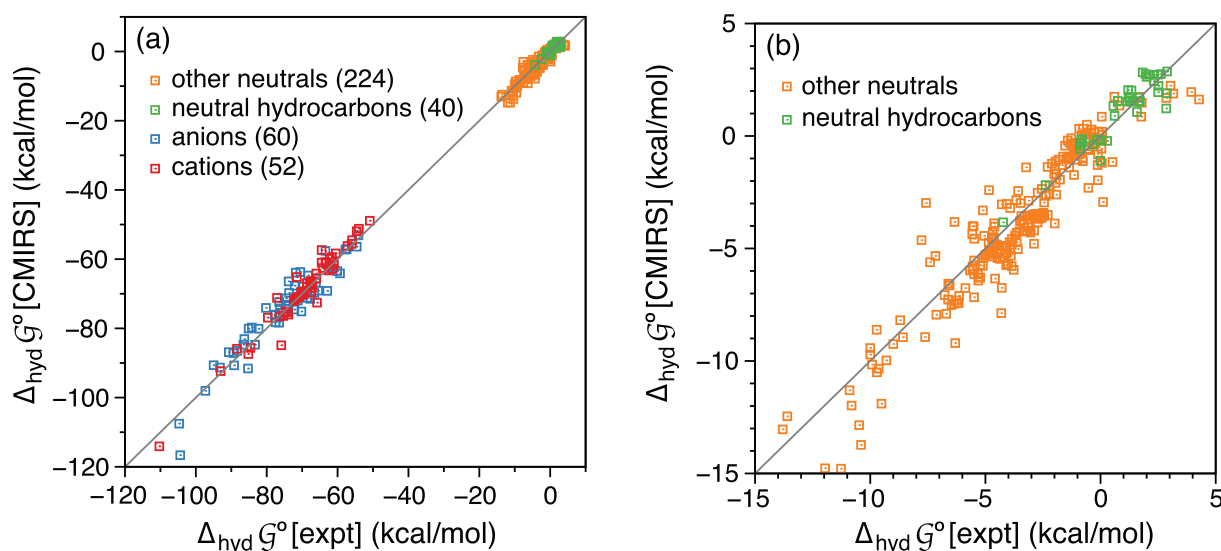 (a)
other neutrals (224)
neutral hydrocarbons (40)
anions (60)
cations (52)
0
−20
−40
−60
−80
−100
−120
Δhyd 𝒢° [CMIRS] (kcal/mol)
−120 −100 −80 −60 −40 −20 0
Δhyd 𝒢° [expt] (kcal/mol)
(b)
other neutrals
neutral hydrocarbons
5
0
−5
−10
−15
Δhyd 𝒢° [CMIRS] (kcal/mol)
−15 −10 −5 0 5
Δhyd 𝒢° [expt] (kcal/mol)